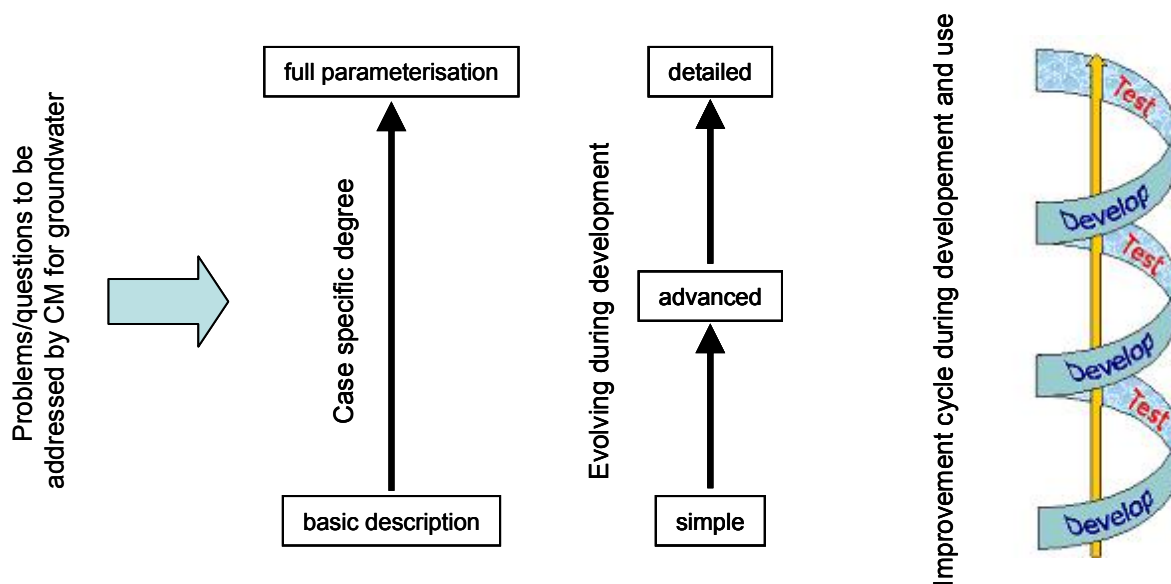 Problems/questions to be
addressed by CM for groundwater
full parameterisation
Case specific degree
basic description
detailed
Evolving during development
advanced
simple
Improvement cycle during developement and use
Test
Develop
Test
Develop
Test
Develop